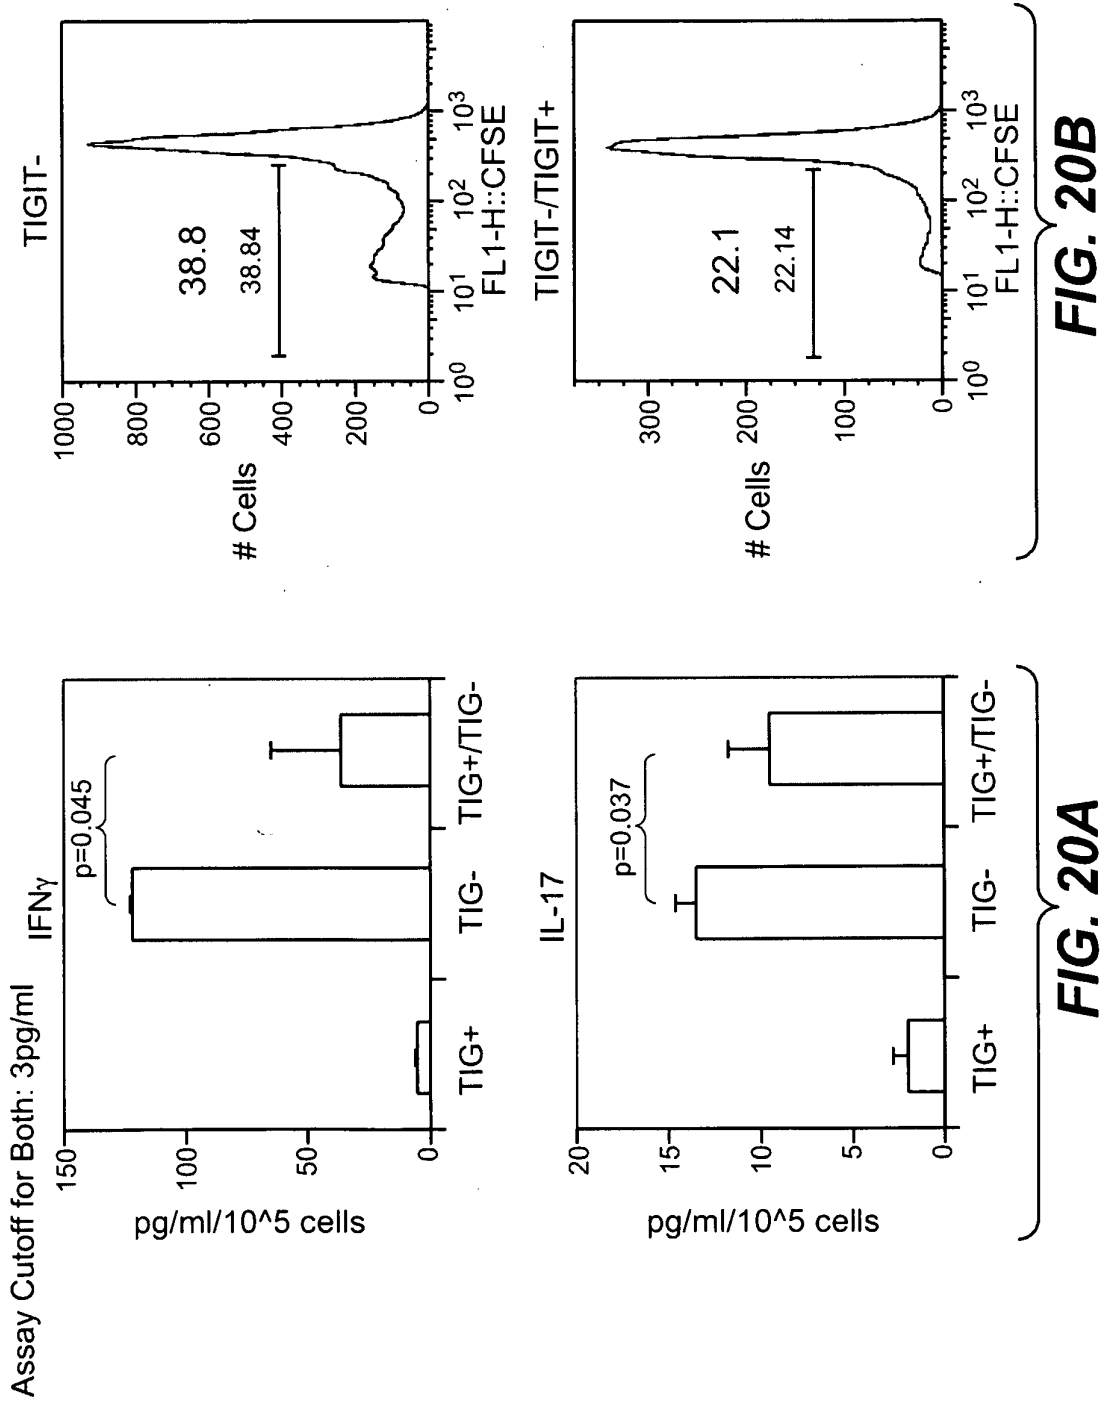 Assay Cutoff for Both: 3pg/ml
IFNγ
p=0.045
150
100
50
0
pg/ml/10^5 cells
TIG+
TIG-
TIG+/TIG-
IL-17
p=0.037
20
15
10
5
0
pg/ml/10^5 cells
TIG+
TIG-
TIG+/TIG-
FIG. 20A
TIGIT-
1000
800
600
400
200
0
# Cells
38.8
38.84
10^0 10^1 10^2 10^3
FL1-H::CFSE
TIGIT-/TIGIT+
300
200
100
0
# Cells
22.1
22.14
10^0 10^1 10^2 10^3
FL1-H::CFSE
FIG. 20B